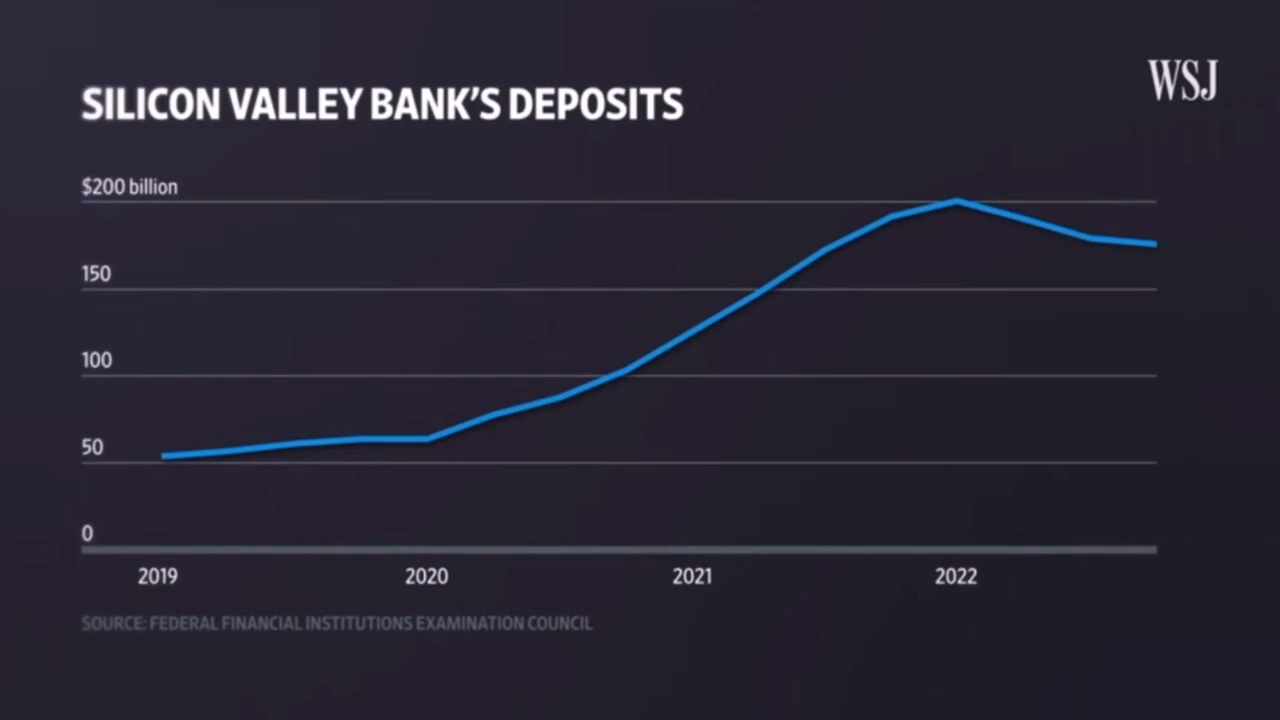 WSJ
SILICON VALLEY BANK'S DEPOSITS
$200 billion
150
100
50
0
2019 2020 2021 2022
SOURCE: FEDERAL FINANCIAL INSTITUTIONS EXAMINATION COUNCIL